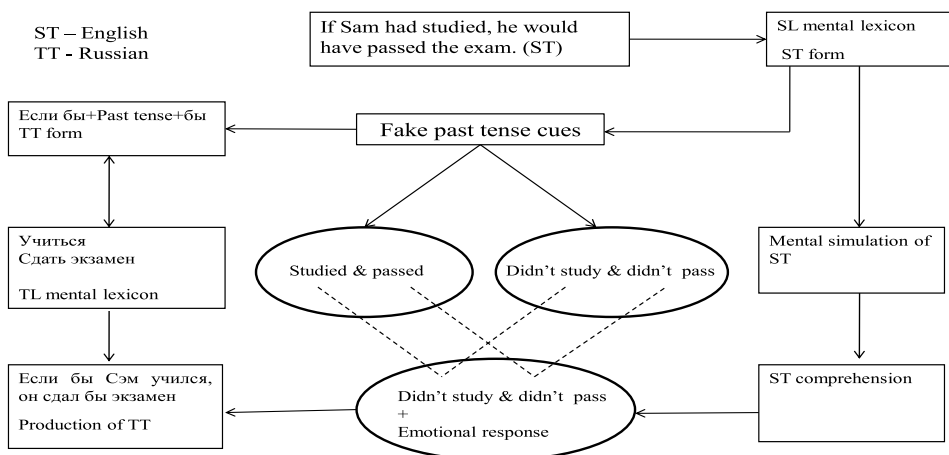 ST – English
TT - Russian
If Sam had studied, he would
have passed the exam. (ST)
SL mental lexicon
ST form
Если бы+Past tense+бы
TT form
Fake past tense cues
Учиться
Сдать экзамен
TL mental lexicon
Studied & passed
Didn’t study & didn’t pass
Mental simulation of
ST
Если бы Сэм учился,
он сдал бы экзамен
Production of TT
Didn’t study & didn’t pass
+
Emotional response
ST comprehension